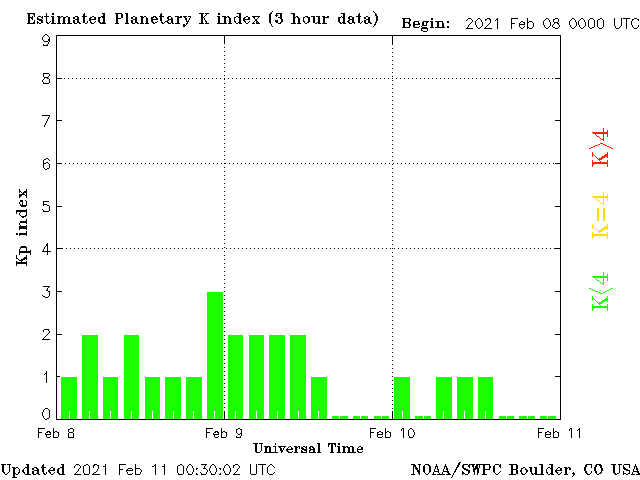 Estimated Planetary K index (3 hour data)
Begin: 2021 Feb 08 0000 UTC
9
8
7
6
5
4
3
2
1
0
Kp index
K>4
K=4
K<4
Feb 8
Feb 9
Feb 10
Feb 11
Universal Time
Updated 2021 Feb 11 00:30:02 UTC
NOAA/SWPC Boulder, CO USA